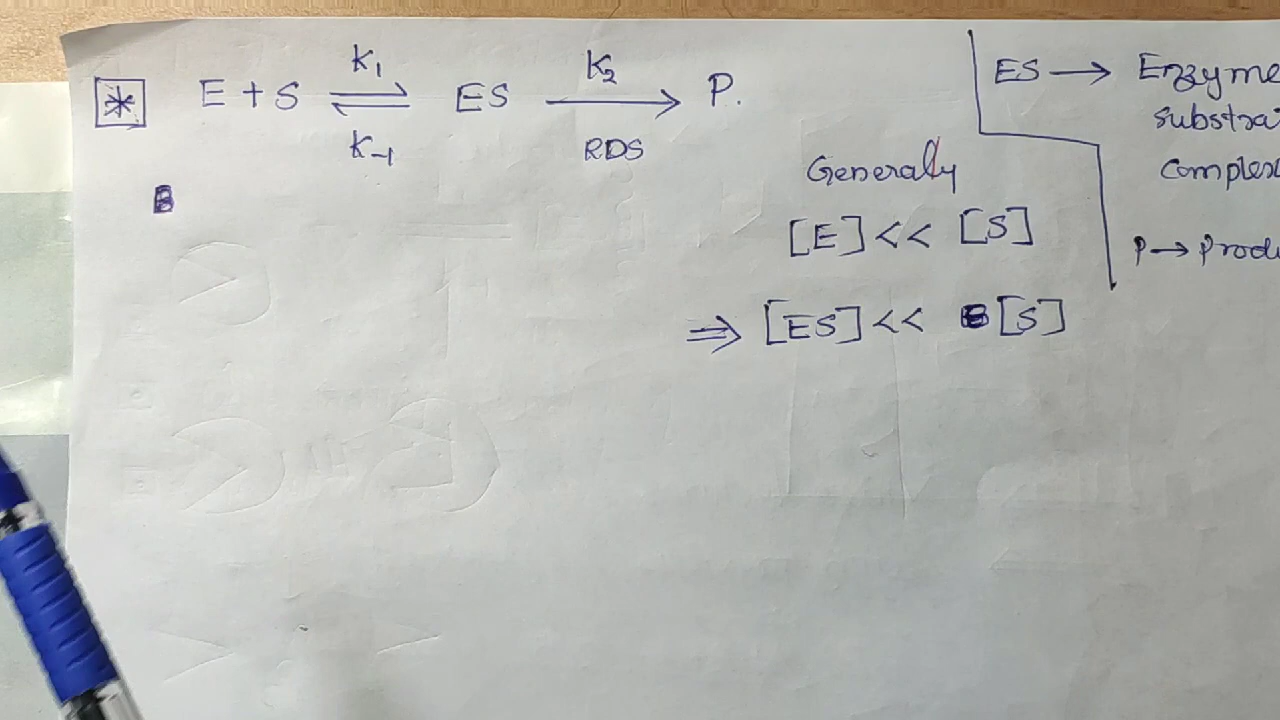 * E + S ⇌ ES ⟶ P.
K₁
K₋₁
K₂
RDS
Generally
[E] << [S]
⇒ [ES] << [S]
ES → Enzyme
substra
complex
P → Produ